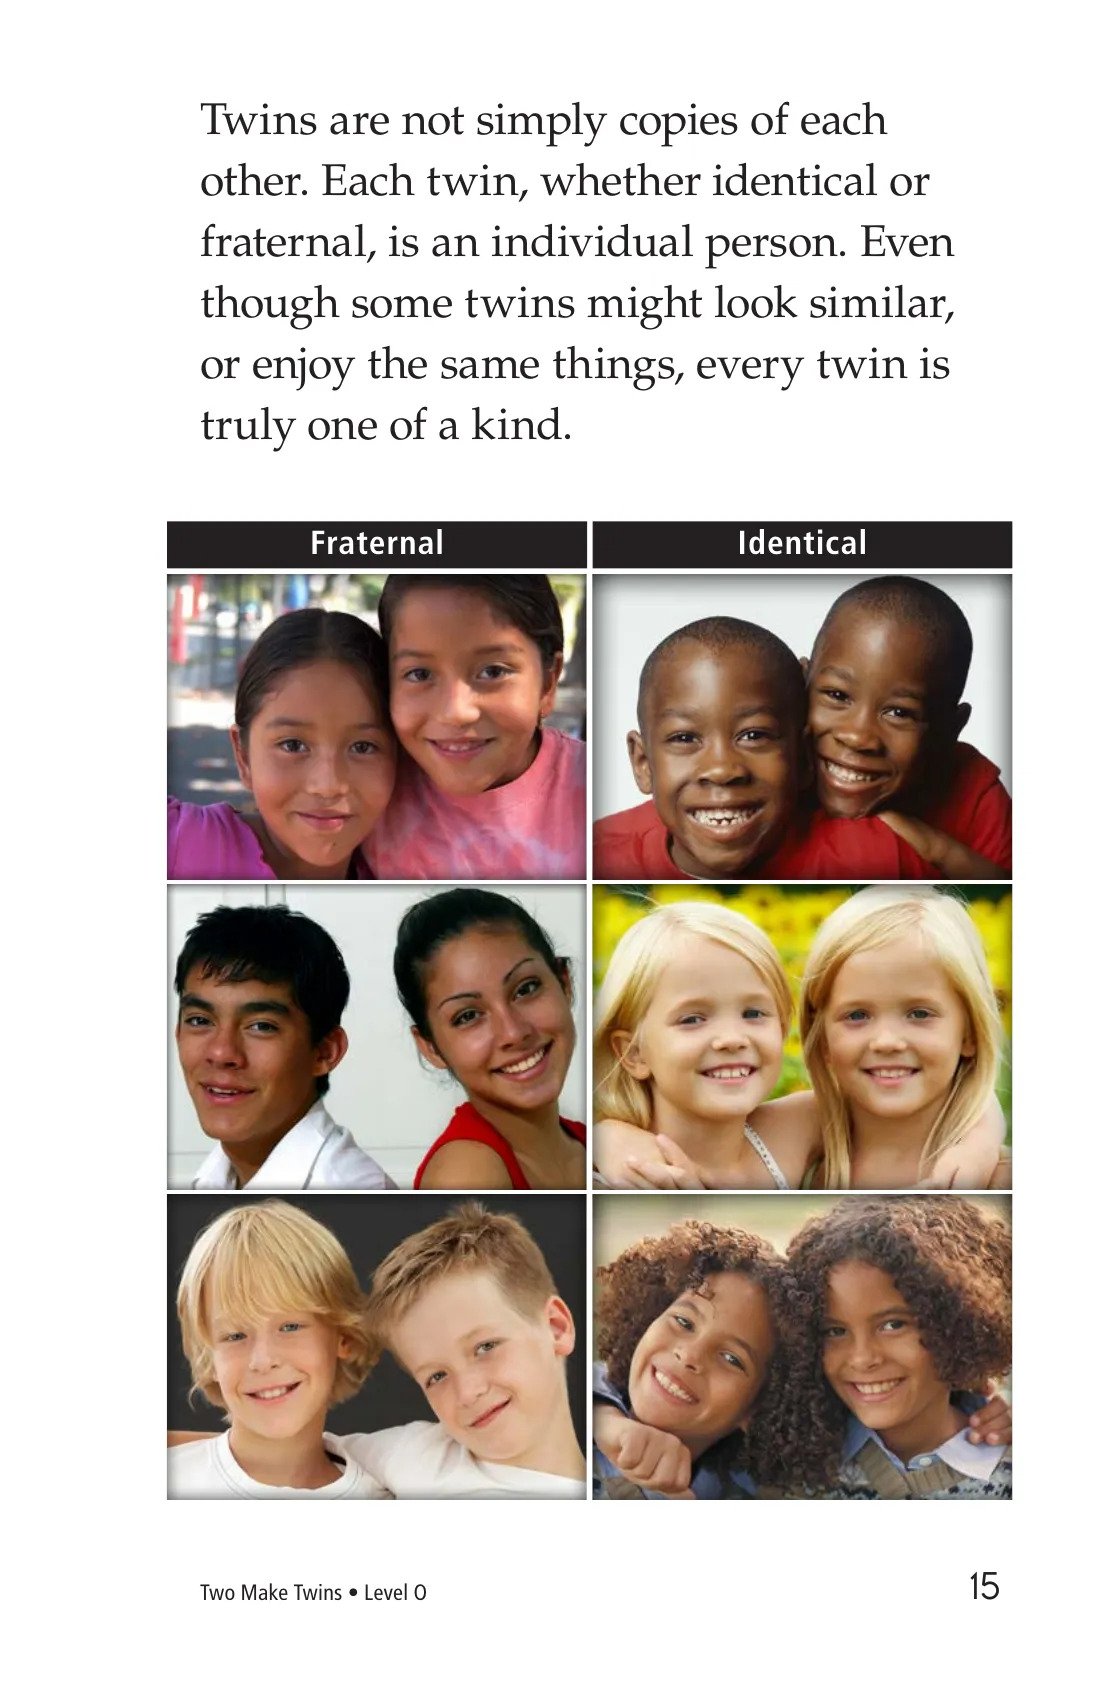 Twins are not simply copies of each
other. Each twin, whether identical or
fraternal, is an individual person. Even
though some twins might look similar,
or enjoy the same things, every twin is
truly one of a kind.
Fraternal
Identical
Two Make Twins • Level O
15